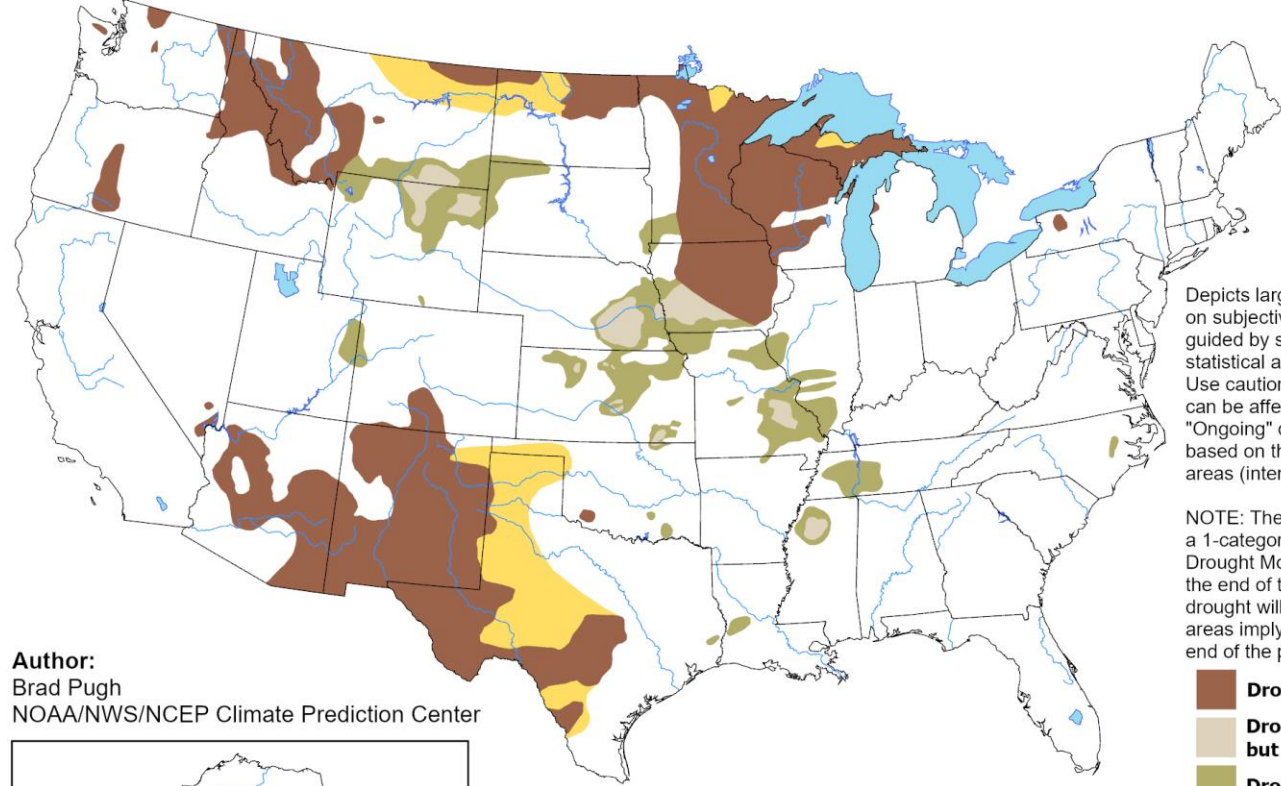 Author:
Brad Pugh
NOAA/NWS/NCEP Climate Prediction Center
Depicts larg
on subjectiv
guided by s
statistical a
Use caution
can be affe
"Ongoing" d
based on th
areas (inter
NOTE: The
a 1-categor
Drought Mo
the end of t
drought will
areas imply
end of the p
Dro
Dro
but
Dro